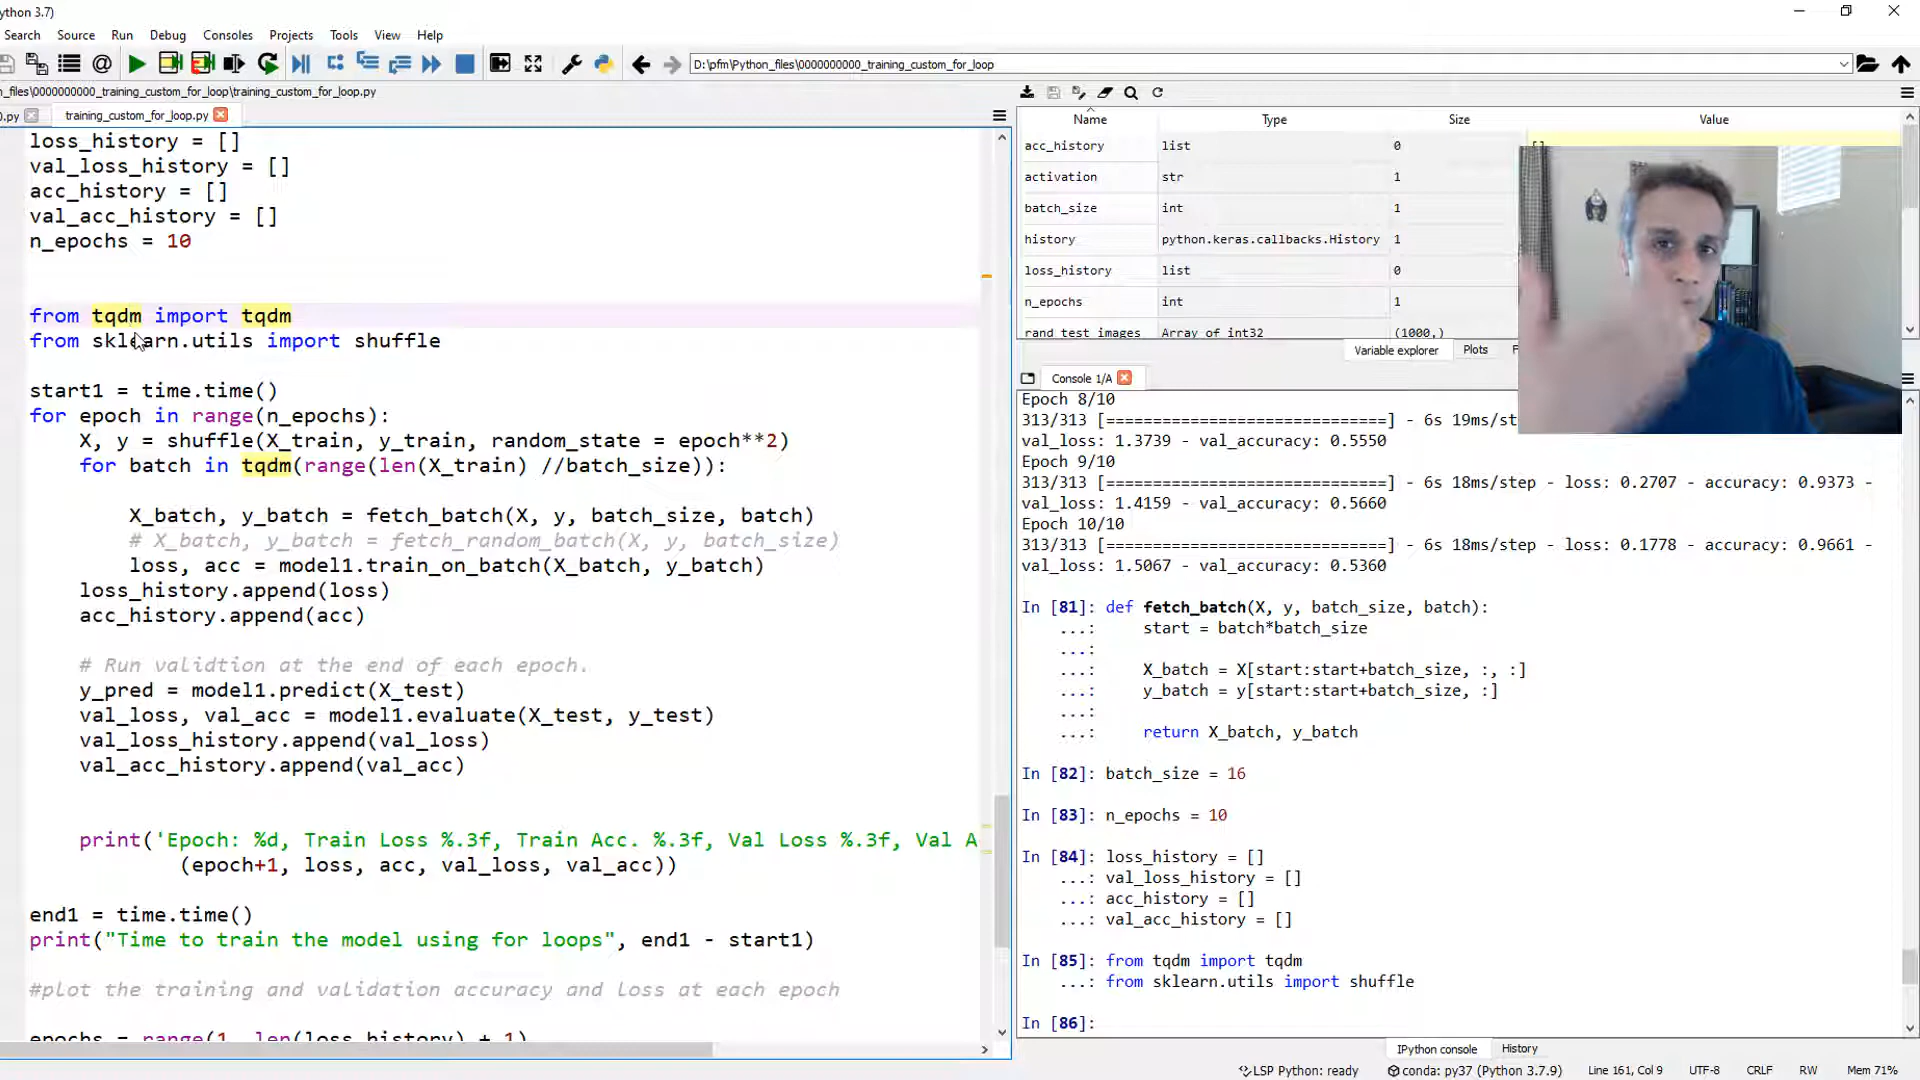 ython 3.7)
Search Source Run Debug Consoles Projects Tools View Help
D:\pfm\Python_files\0000000000_training_custom_for_loop
n_files\0000000000_training_custom_for_loop\training_custom_for_loop.py
).py training_custom_for_loop.py
loss_history = []
val_loss_history = []
acc_history = []
val_acc_history = []
n_epochs = 10
from tqdm import tqdm
from sklearn.utils import shuffle
start1 = time.time()
for epoch in range(n_epochs):
X, y = shuffle(X_train, y_train, random_state = epoch**2)
for batch in tqdm(range(len(X_train) //batch_size)):
X_batch, y_batch = fetch_batch(X, y, batch_size, batch)
# X_batch, y_batch = fetch_random_batch(X, y, batch_size)
loss, acc = model1.train_on_batch(X_batch, y_batch)
loss_history.append(loss)
acc_history.append(acc)
# Run validtion at the end of each epoch.
y_pred = model1.predict(X_test)
val_loss, val_acc = model1.evaluate(X_test, y_test)
val_loss_history.append(val_loss)
val_acc_history.append(val_acc)
print('Epoch: %d, Train Loss %.3f, Train Acc. %.3f, Val Loss %.3f, Val A
(epoch+1, loss, acc, val_loss, val_acc))
end1 = time.time()
print("Time to train the model using for loops", end1 - start1)
#plot the training and validation accuracy and loss at each epoch
epochs = range(1, len(loss_history) + 1)
Name Type Size Value
acc_history list 0 []
activation str 1
batch_size int 1
history python.keras.callbacks.History 1
loss_history list 0
n_epochs int 1
rand_test_images Array of int32 (1000,)
Variable explorer Plots F
Console 1/A
Epoch 8/10
313/313 [==============================] - 6s 19ms/step
val_loss: 1.3739 - val_accuracy: 0.5550
Epoch 9/10
313/313 [==============================] - 6s 18ms/step - loss: 0.2707 - accuracy: 0.9373 -
val_loss: 1.4159 - val_accuracy: 0.5660
Epoch 10/10
313/313 [==============================] - 6s 18ms/step - loss: 0.1778 - accuracy: 0.9661 -
val_loss: 1.5067 - val_accuracy: 0.5360
In [81]: def fetch_batch(X, y, batch_size, batch):
...: start = batch*batch_size
...:
...: X_batch = X[start:start+batch_size, :, :]
...: y_batch = y[start:start+batch_size, :]
...:
...: return X_batch, y_batch
In [82]: batch_size = 16
In [83]: n_epochs = 10
In [84]: loss_history = []
...: val_loss_history = []
...: acc_history = []
...: val_acc_history = []
In [85]: from tqdm import tqdm
...: from sklearn.utils import shuffle
In [86]:
IPython console History
LSP Python: ready conda: py37 (Python 3.7.9) Line 161, Col 9 UTF-8 CRLF RW Mem 71%